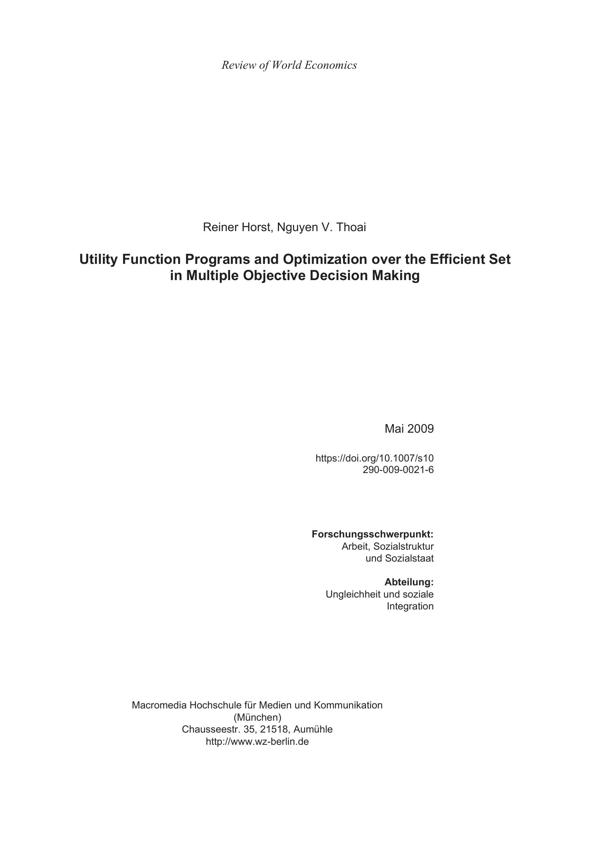 Review of World Economics
Reiner Horst, Nguyen V. Thoai
Utility Function Programs and Optimization over the Efficient Set
in Multiple Objective Decision Making
Mai 2009
https://doi.org/10.1007/s10
290-009-0021-6
Forschungsschwerpunkt:
Arbeit, Sozialstruktur
und Sozialstaat
Abteilung:
Ungleichheit und soziale
Integration
Macromedia Hochschule für Medien und Kommunikation
(München)
Chausseestr. 35, 21518, Aumühle
http://www.wz-berlin.de